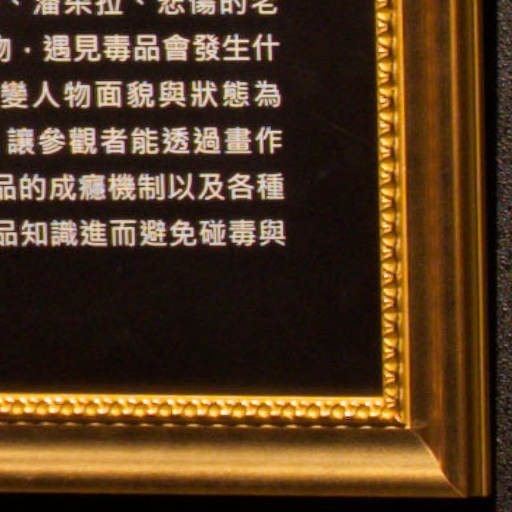 、潘朵拉、悲傷的老
物，遇見毒品會發生什
變人物面貌與狀態為
讓參觀者能透過畫作
品的成癮機制以及各種
品知識進而避免碰毒與